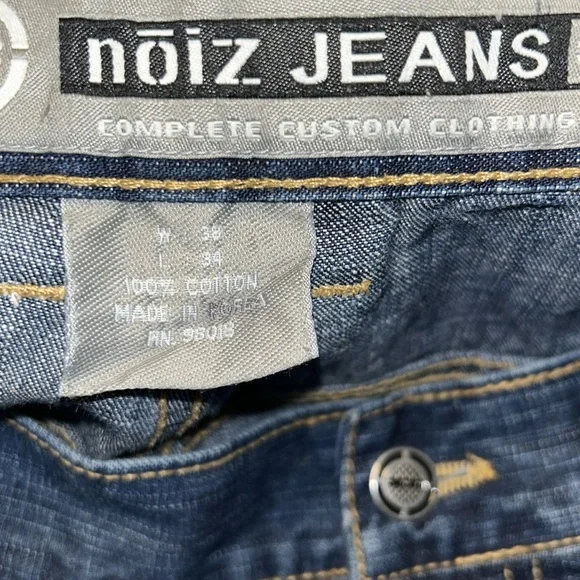 nōiz JEANS
COMPLETE CUSTOM CLOTHING
W 38
L 34
100% COTTON
MADE IN KOREA
RN. 98018